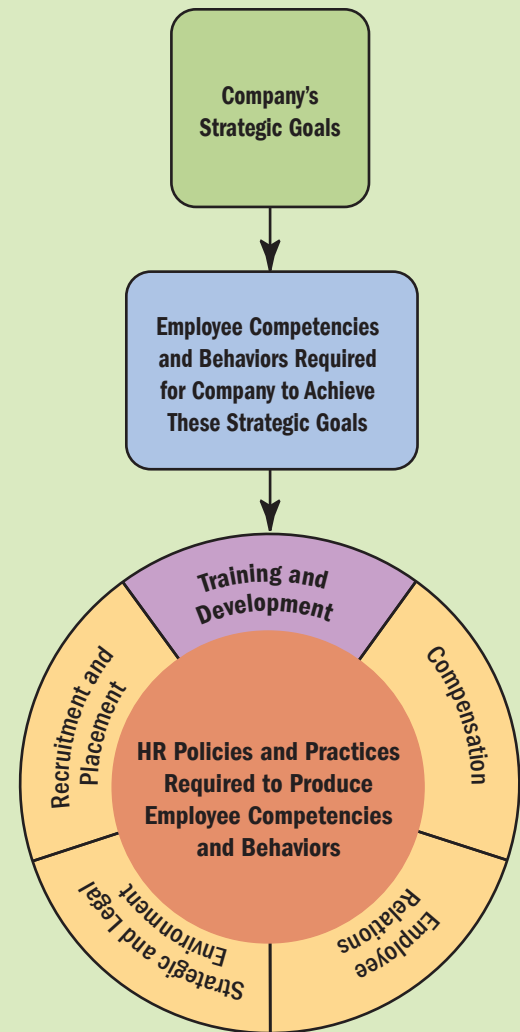 Company's
Strategic Goals
Employee Competencies
and Behaviors Required
for Company to Achieve
These Strategic Goals
Training and
Development
Recruitment and
Placement
Compensation
HR Policies and Practices
Required to Produce
Employee Competencies
and Behaviors
Strategic and Legal
Environment
Employee
Relations